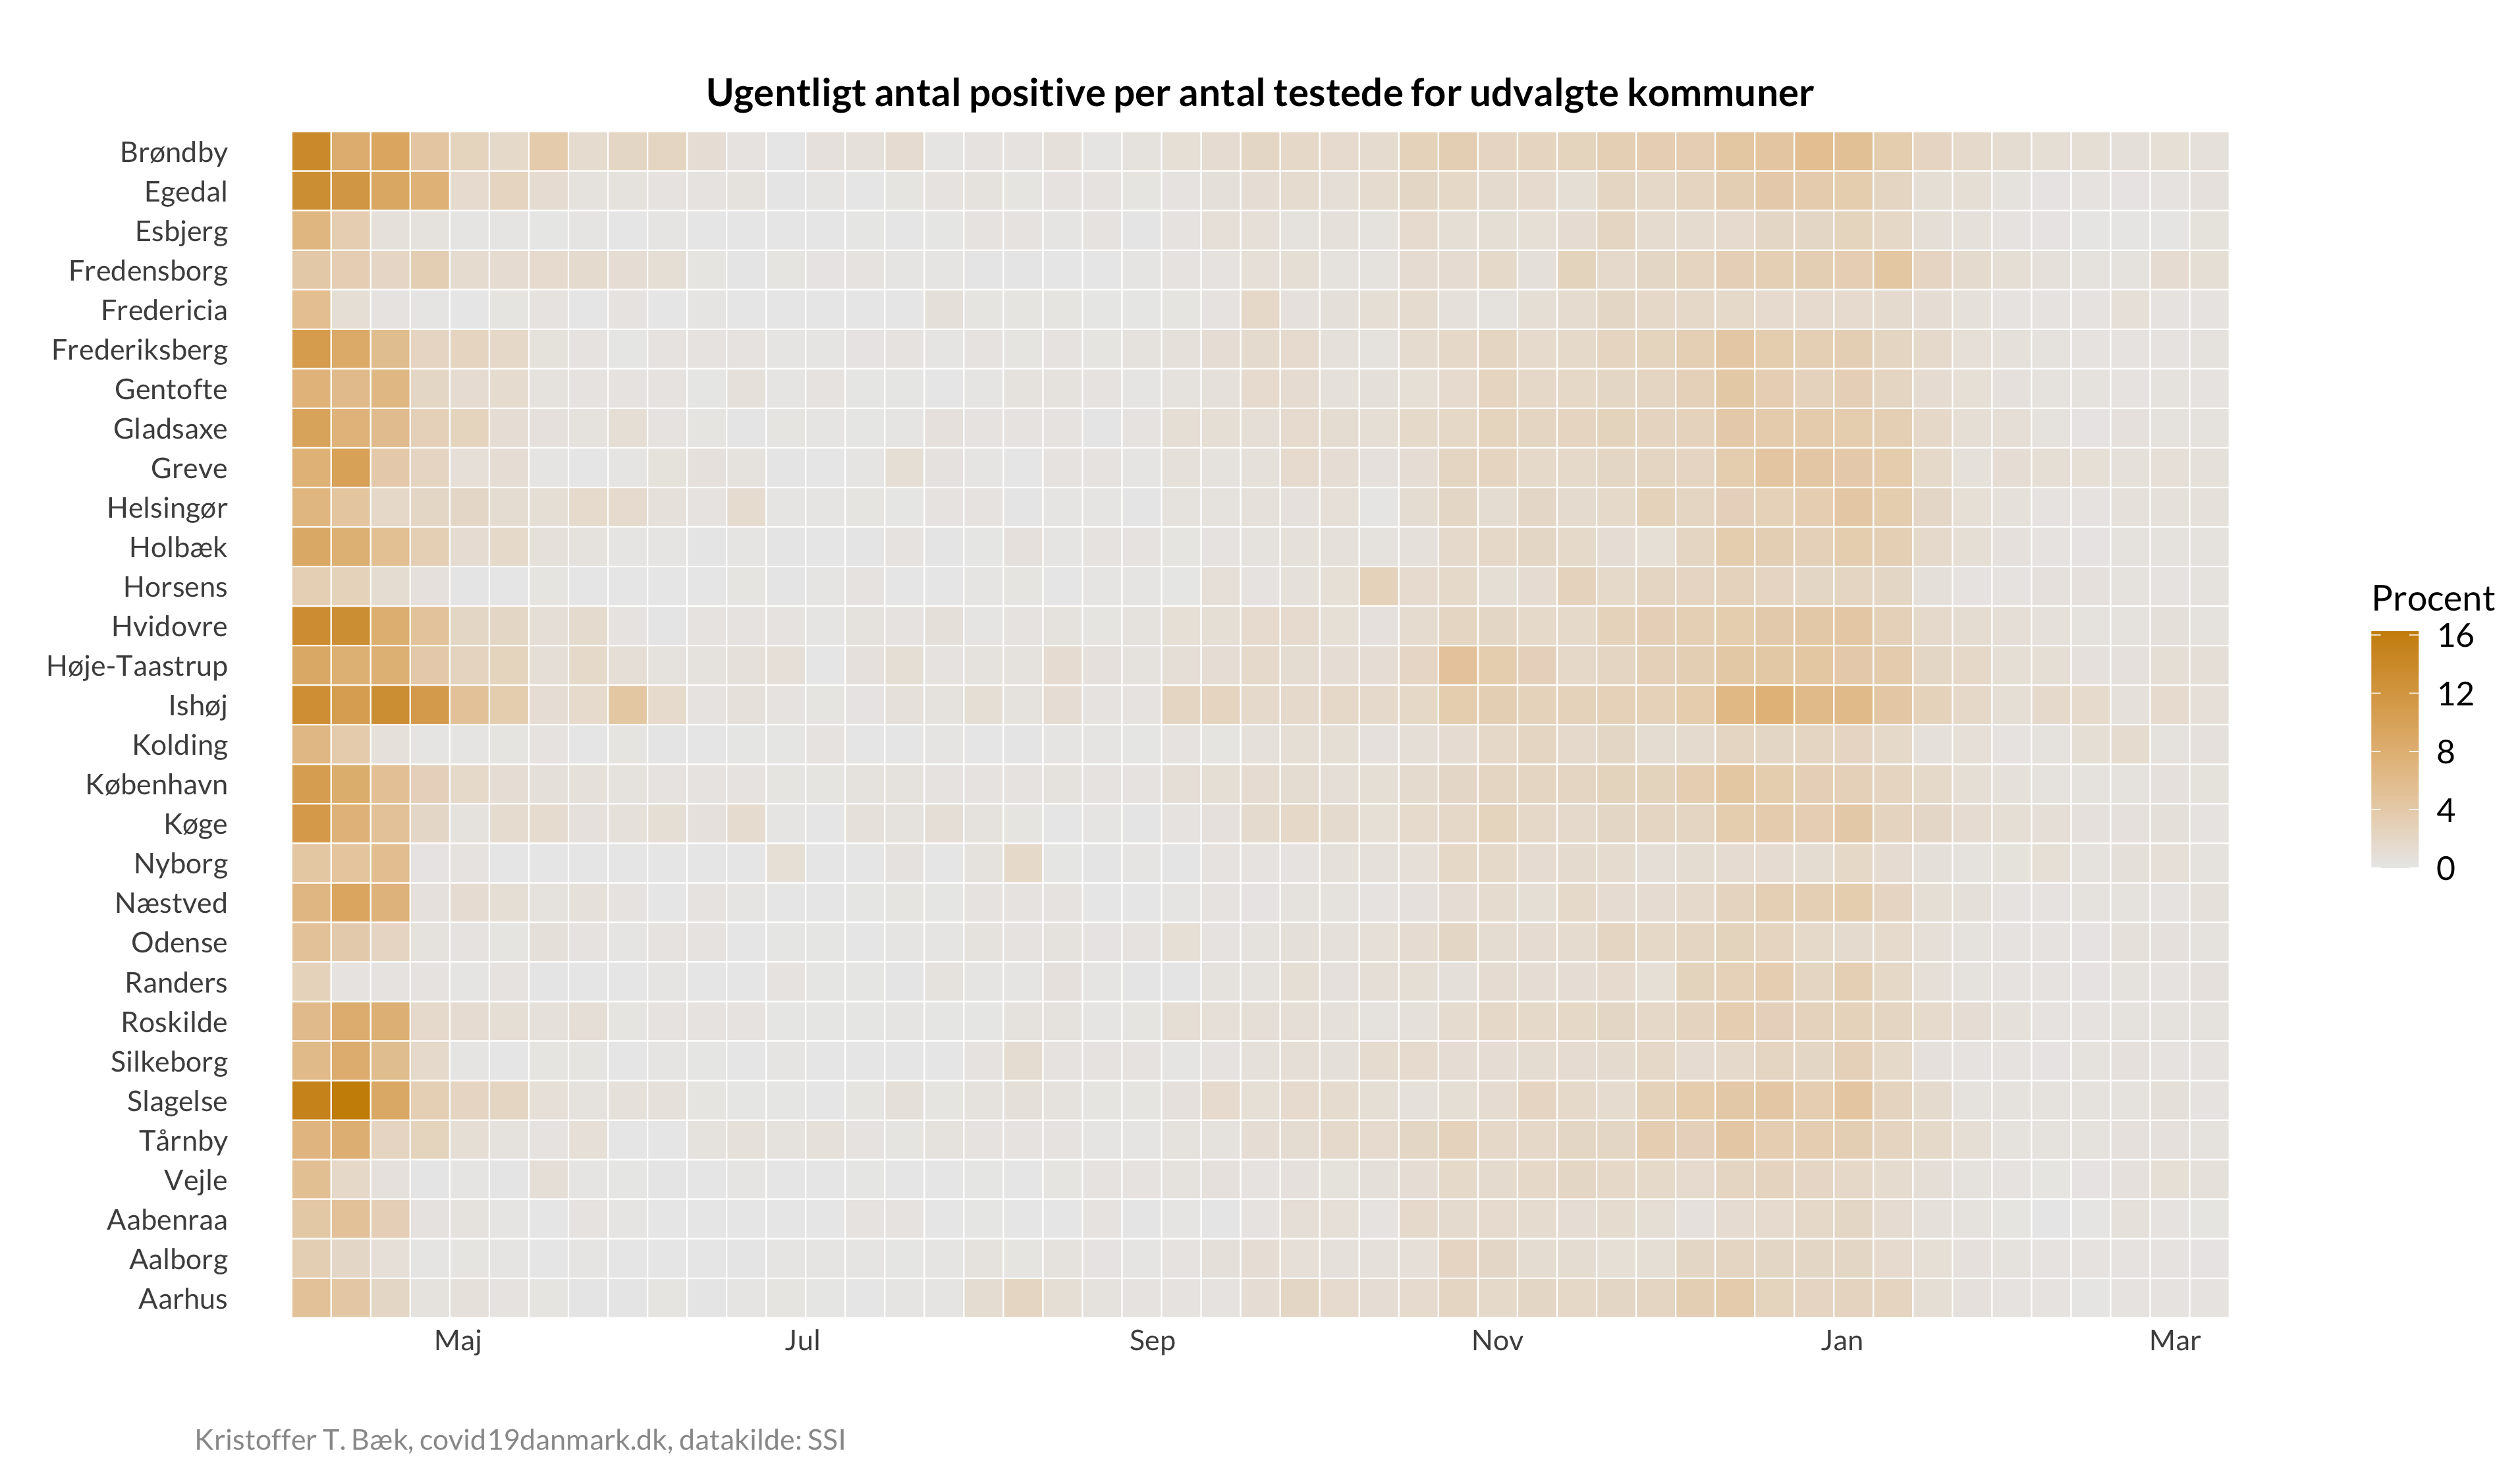 Ugentligt antal positive per antal testede for udvalgte kommuner
Brøndby
Egedal
Esbjerg
Fredensborg
Fredericia
Frederiksberg
Gentofte
Gladsaxe
Greve
Helsingør
Holbæk
Horsens
Hvidovre
Høje-Taastrup
Ishøj
Kolding
København
Køge
Nyborg
Næstved
Odense
Randers
Roskilde
Silkeborg
Slagelse
Tårnby
Vejle
Aabenraa
Aalborg
Aarhus
Maj Jul Sep Nov Jan Mar
Procent
16
12
8
4
0
Kristoffer T. Bæk, covid19danmark.dk, datakilde: SSI